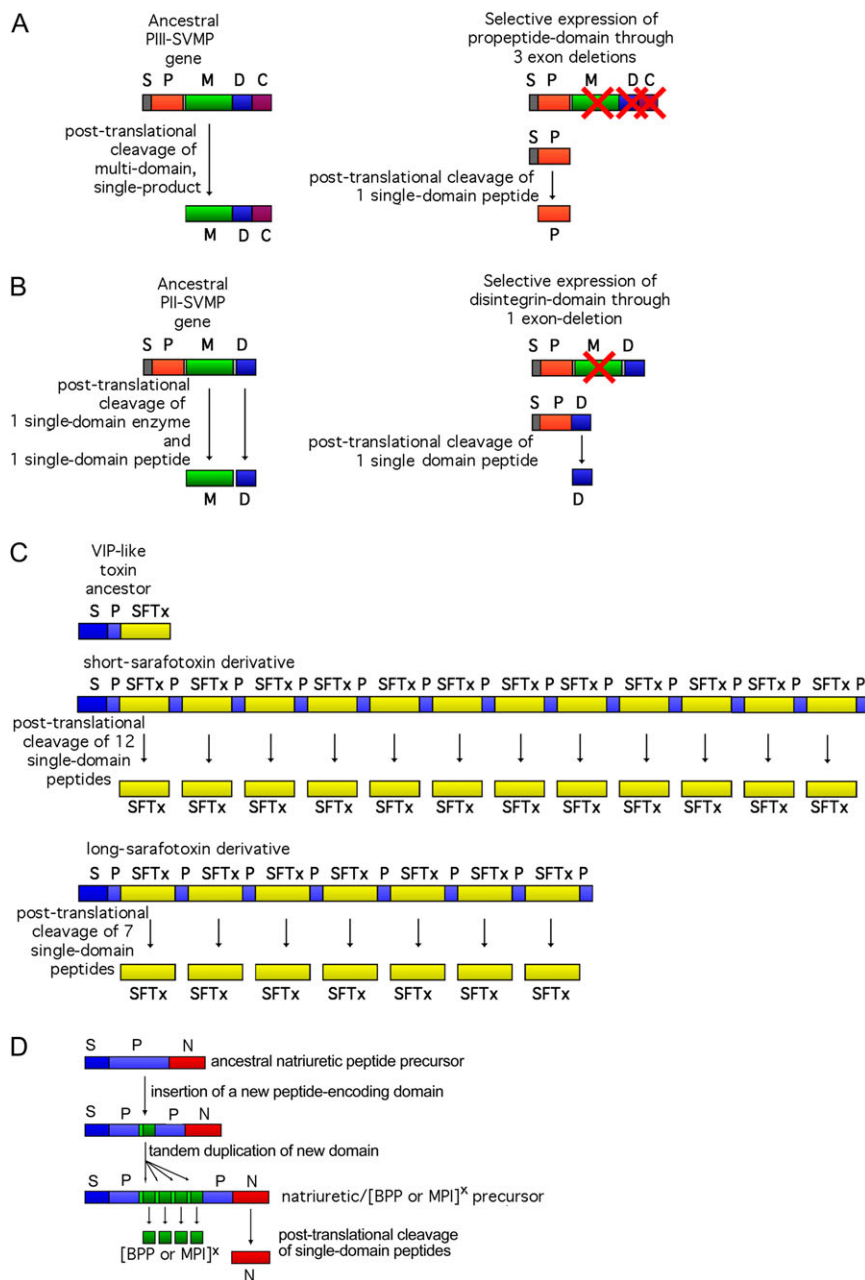 A
Ancestral
PIII-SVMP
gene
S P M D C
post-translational
cleavage of
multi-domain,
single-product
M D C
Selective expression of
propeptide-domain through
3 exon deletions
S P M D C
S P
post-translational cleavage of
1 single-domain peptide
P
B
Ancestral
PII-SVMP
gene
S P M D
post-translational
cleavage of
1 single-domain enzyme
and
1 single-domain peptide
M D
Selective expression of
disintegrin-domain through
1 exon-deletion
S P M D
S P D
post-translational cleavage of
1 single domain peptide
D
C
VIP-like
toxin
ancestor
S P SFTx
short-sarafotoxin derivative
S P SFTx P SFTx P SFTx P SFTx P SFTx P SFTx P SFTx P SFTx P SFTx P SFTx P SFTx P SFTx P
post-translational
cleavage of 12
single-domain
peptides
SFTx SFTx SFTx SFTx SFTx SFTx SFTx SFTx SFTx SFTx SFTx SFTx
long-sarafotoxin derivative
S P SFTx P SFTx P SFTx P SFTx P SFTx P SFTx P SFTx P
post-translational
cleavage of 7
single-domain
peptides
SFTx SFTx SFTx SFTx SFTx SFTx SFTx
D
S P N
ancestral natriuretic peptide precursor
insertion of a new peptide-encoding domain
S P P N
tandem duplication of new domain
S P P N
natriuretic/[BPP or MPI]ˣ precursor
[BPP or MPI]ˣ
post-translational cleavage
of single-domain peptides
N